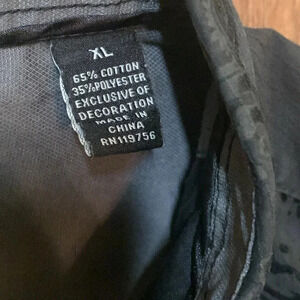 XL
65% COTTON
35%POLYESTER
EXCLUSIVE OF
DECORATION
MADE IN
CHINA
RN119756